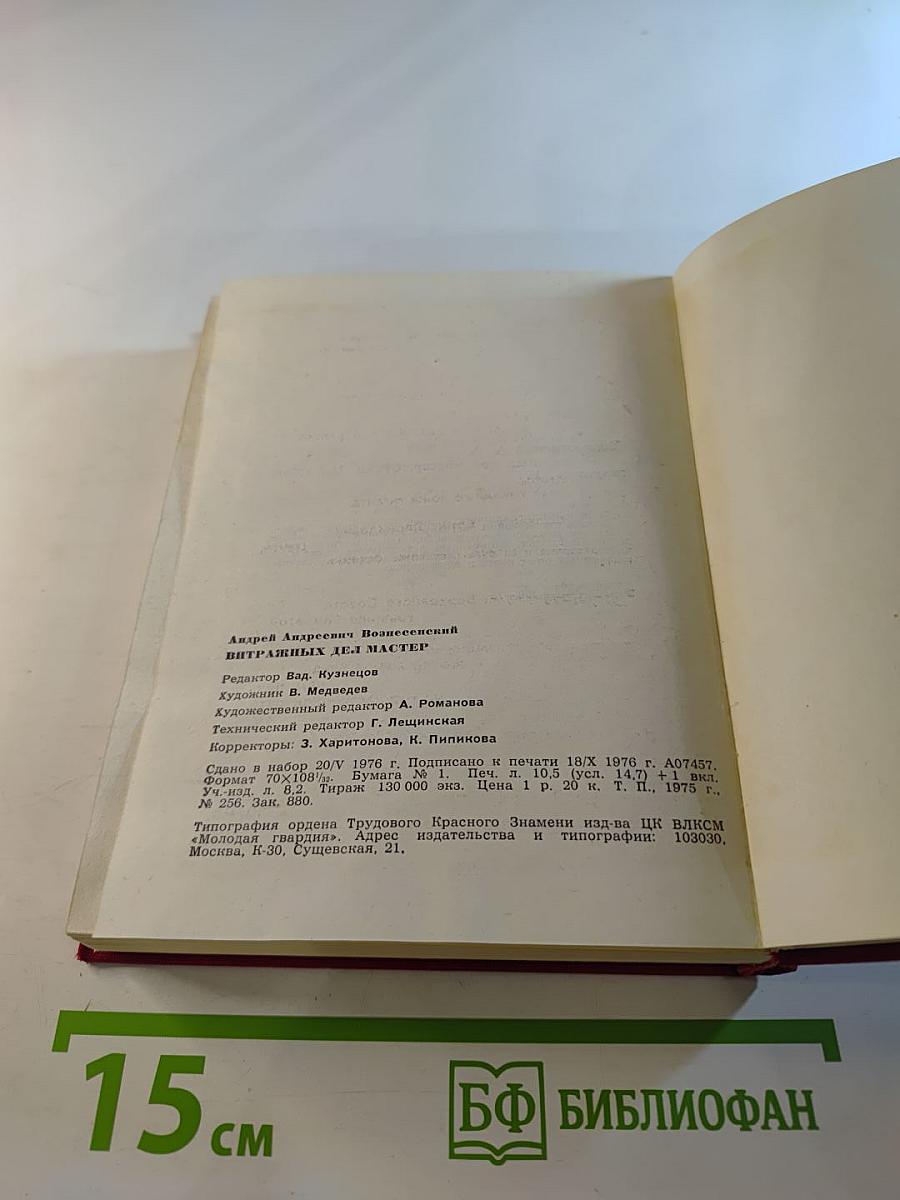 Андрей Андреевич Вознесенский
ВИТРАЖНЫХ ДЕЛ МАСТЕР
Редактор Вад. Кузнецов
Художник В. Медведев
Художественный редактор А. Романова
Технический редактор Г. Лещинская
Корректоры: З. Харитонова, К. Пипикова
Сдано в набор 20/V 1976 г. Подписано к печати 18/X 1976 г. А07457.
Формат 70×108¹/₃₂. Бумага № 1. Печ. л. 10,5 (усл. 14,7) + 1 вкл.
Уч.-изд. л. 8,2. Тираж 130 000 экз. Цена 1 р. 20 к. Т. П., 1975 г.,
№ 256. Зак. 880.
Типография ордена Трудового Красного Знамени изд-ва ЦК ВЛКСМ
«Молодая гвардия». Адрес издательства и типографии: 103030,
Москва, К-30, Сущевская, 21.
15 см
БФ БИБЛИОФАН